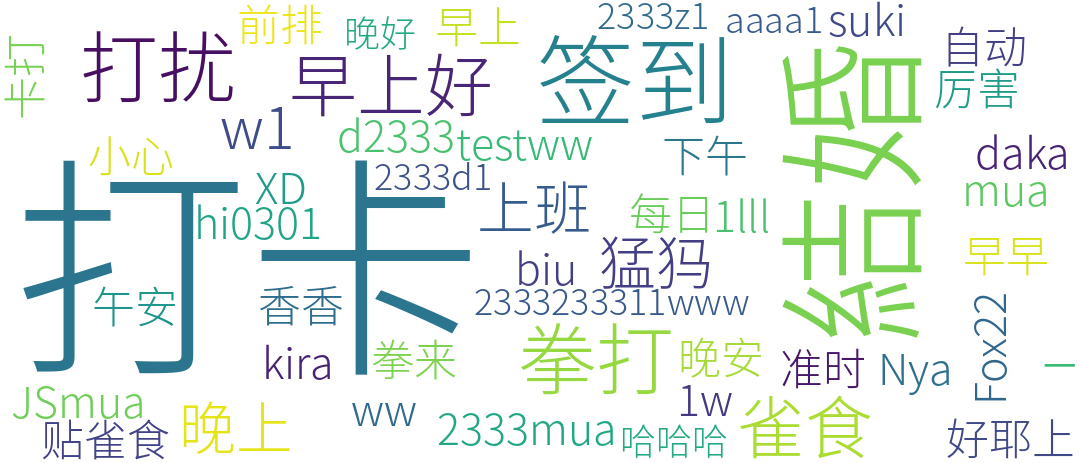 前排
晚好
早上
2333z1
aaaa1
suki
卡打
打扰
早上好
签到
結婚
自动
厉害
w1
d2333
testww
小心
下午
daka
XD
2333d1
mua
打卡
hi0301
上班
每日1lll
早早
biu
猛犸
午安
香香
2333233311www
Fox22
kira
拳来
拳打
晚安
准时
Nya
一
JSmua
晚上
ww
1w
雀食
贴雀食
2333mua
哈哈哈
好耶上